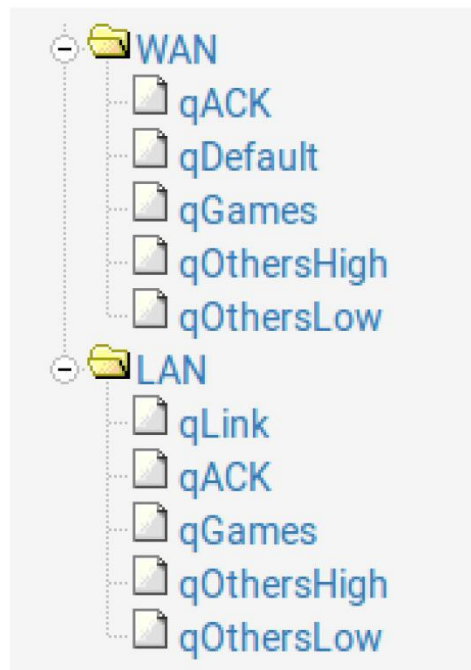 WAN
qACK
qDefault
qGames
qOthersHigh
qOthersLow
LAN
qLink
qACK
qGames
qOthersHigh
qOthersLow